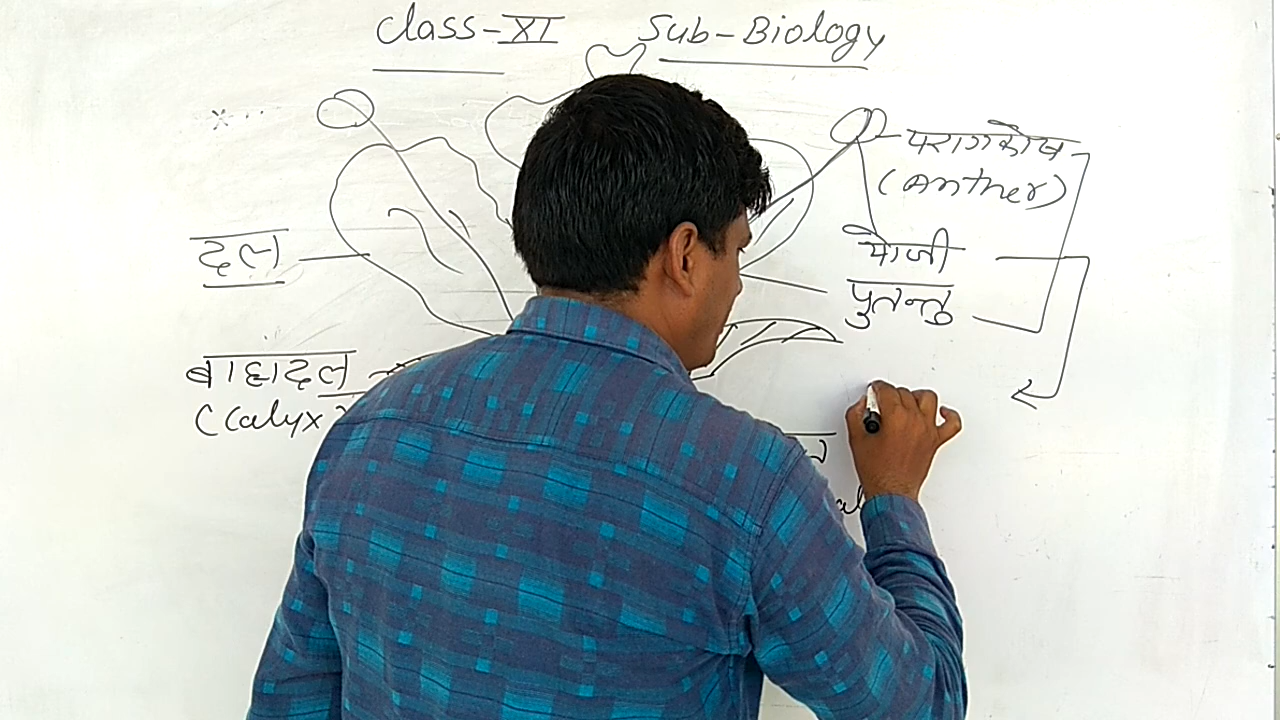 Class-XI Sub-Biology
परागकोष
(Anther)
योजी
पुतन्तु
दल
बाह्यदल
(Calyx)